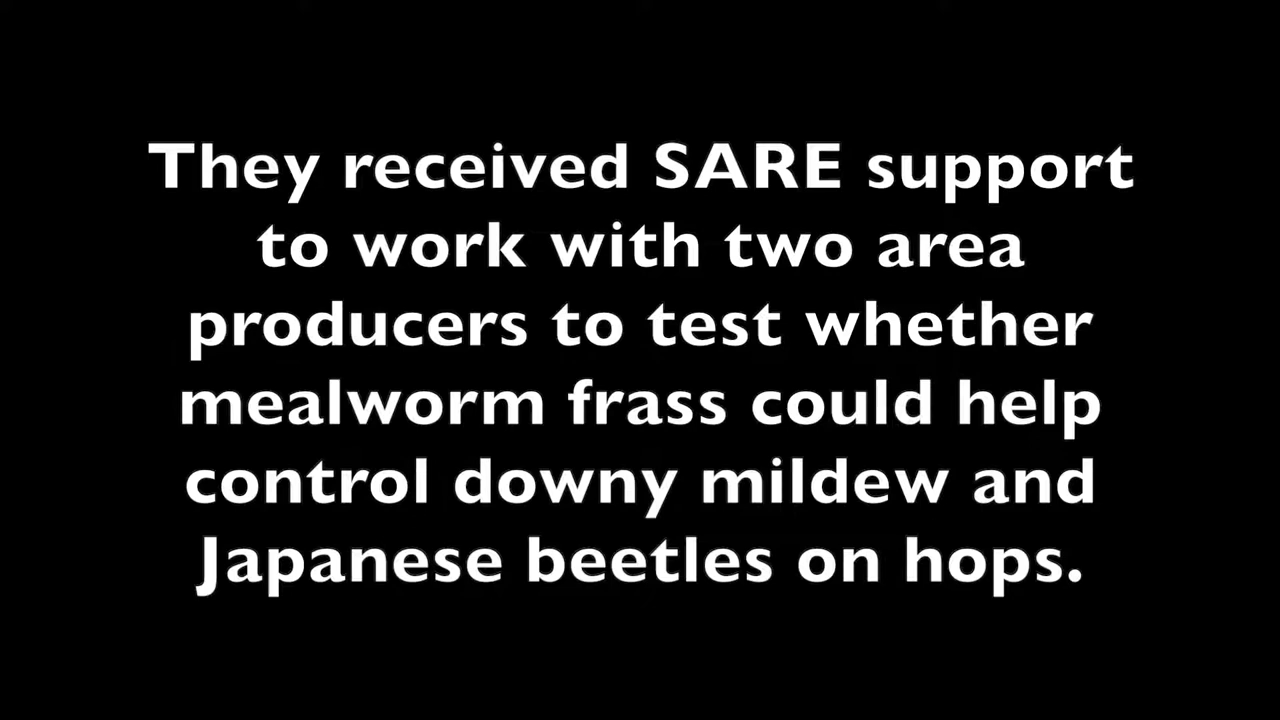 They received SARE support
to work with two area
producers to test whether
mealworm frass could help
control downy mildew and
Japanese beetles on hops.